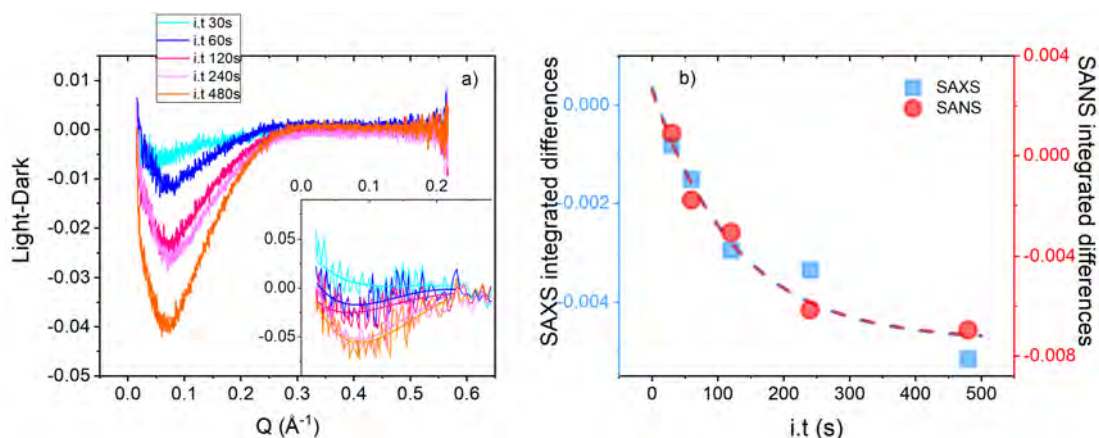 i.t 30s
i.t 60s
i.t 120s
i.t 240s
i.t 480s
a)
0.01
0.00
-0.01
-0.02
-0.03
-0.04
-0.05
Light-Dark
0.0 0.1 0.2 0.3 0.4 0.5 0.6
Q (Å-1)
0.0 0.1 0.2
0.05
0.00
-0.05
b)
SAXS
SANS
SAXS integrated differences
0.000
-0.002
-0.004
0.004
0.000
-0.004
-0.008
SANS integrated differences
0 100 200 300 400 500
i.t (s)